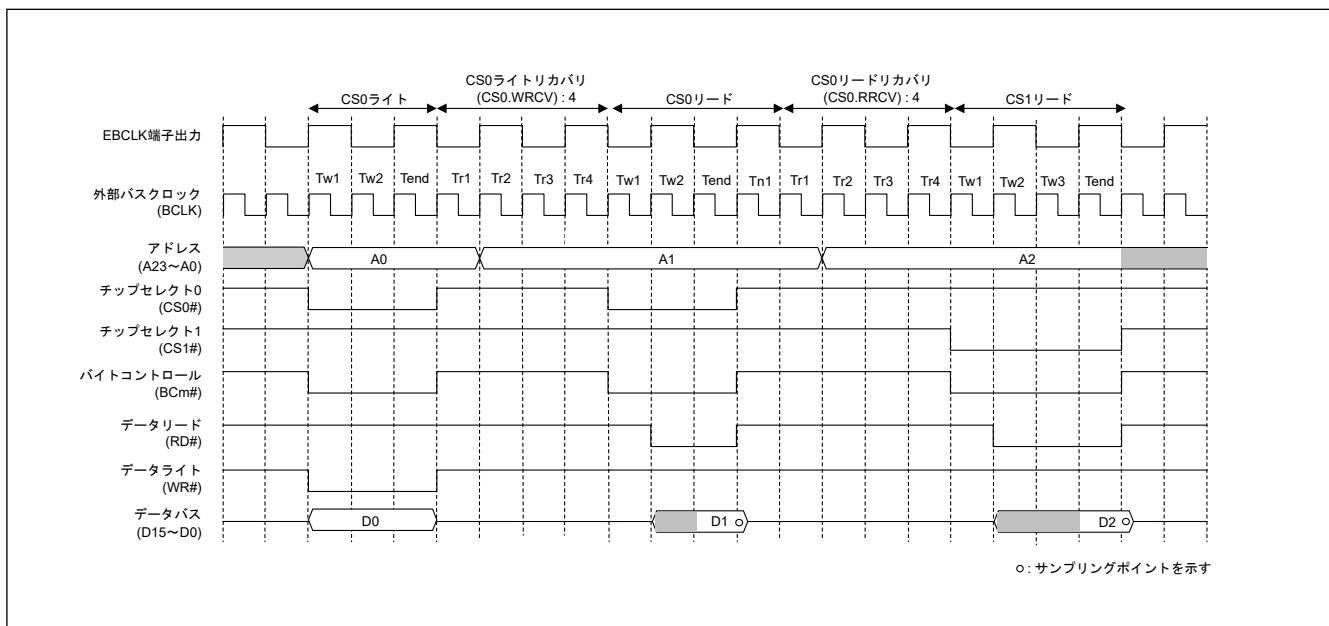 CS0ライト
CS0ライトリカバリ
(CS0.WRCV) : 4
CS0リード
CS0リードリカバリ
(CS0.RRCV) : 4
CS1リード
EBCLK端子出力
Tw1 Tw2 Tend Tr1 Tr2 Tr3 Tr4 Tw1 Tw2 Tend Tn1 Tr1 Tr2 Tr3 Tr4 Tw1 Tw2 Tw3 Tend
外部バスクロック
(BCLK)
アドレス
(A23～A0)
A0 A1 A2
チップセレクト0
(CS0#)
チップセレクト1
(CS1#)
バイトコントロール
(BCm#)
データリード
(RD#)
データライト
(WR#)
データバス
(D15～D0)
D0 D1 D2
○ : サンプリングポイントを示す